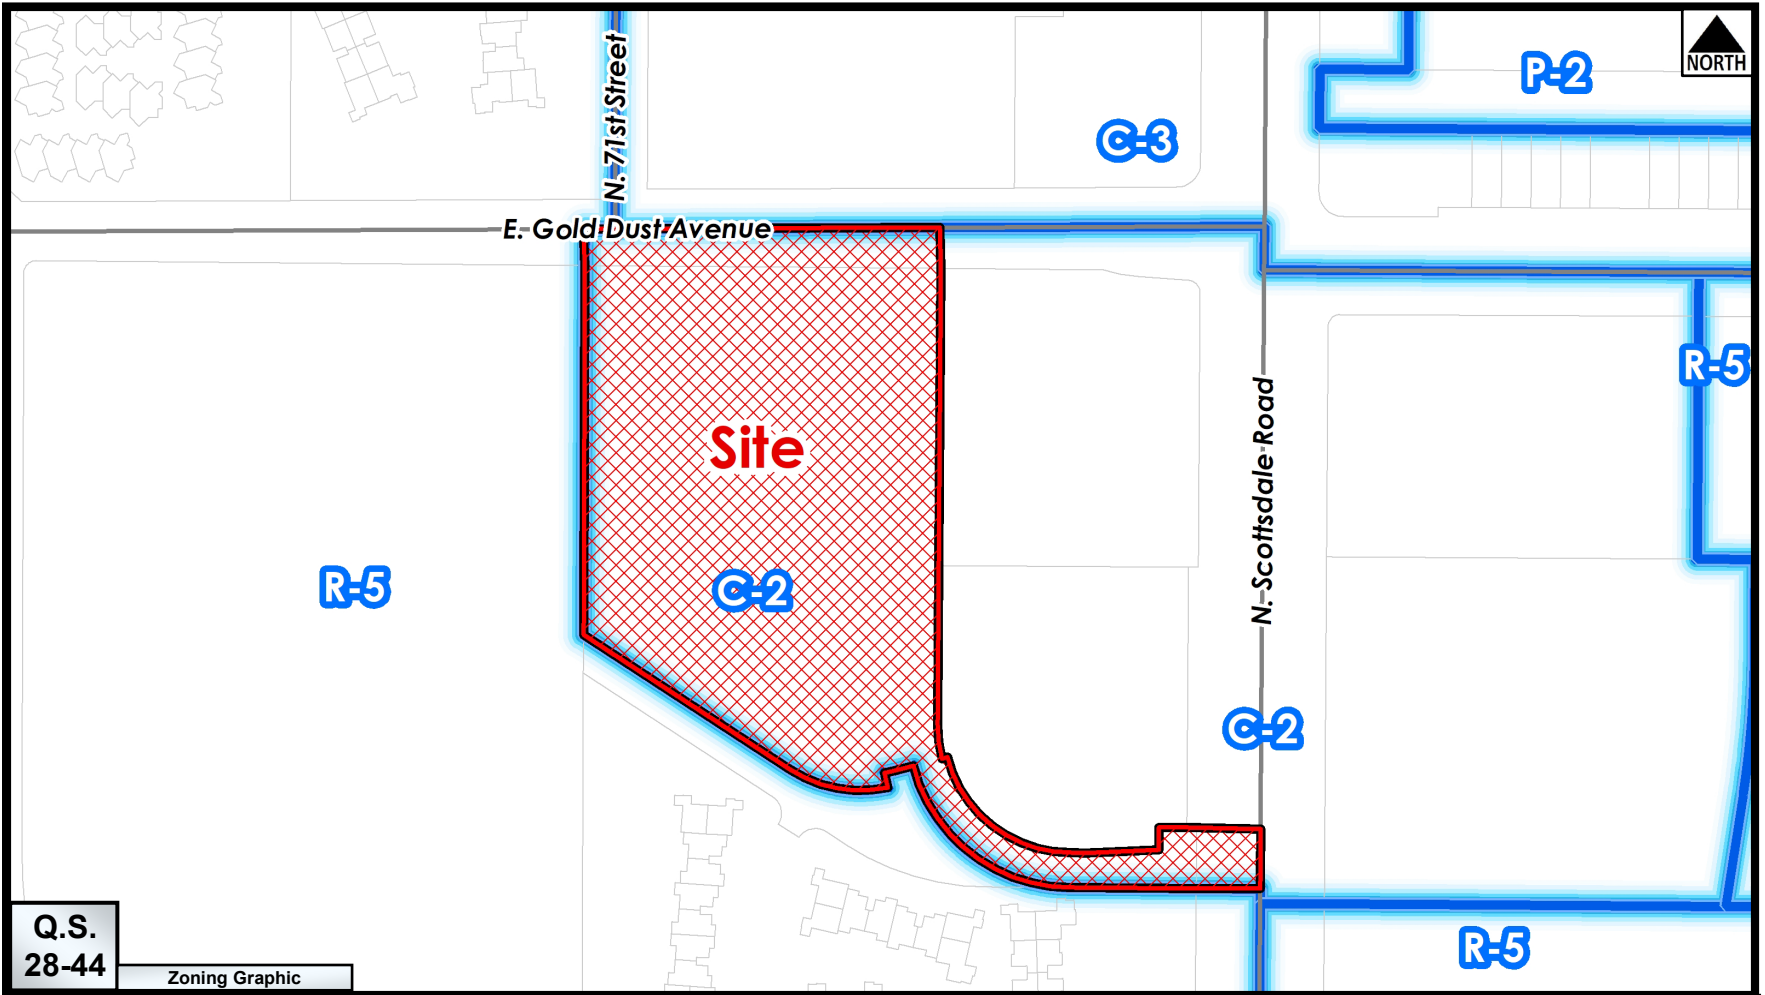 NORTH
P-2
N. 71st Street
C-3
E. Gold Dust Avenue
R-5
Site
N. Scottsdale Road
R-5
C-2
C-2
R-5
Q.S.
28-44
Zoning Graphic